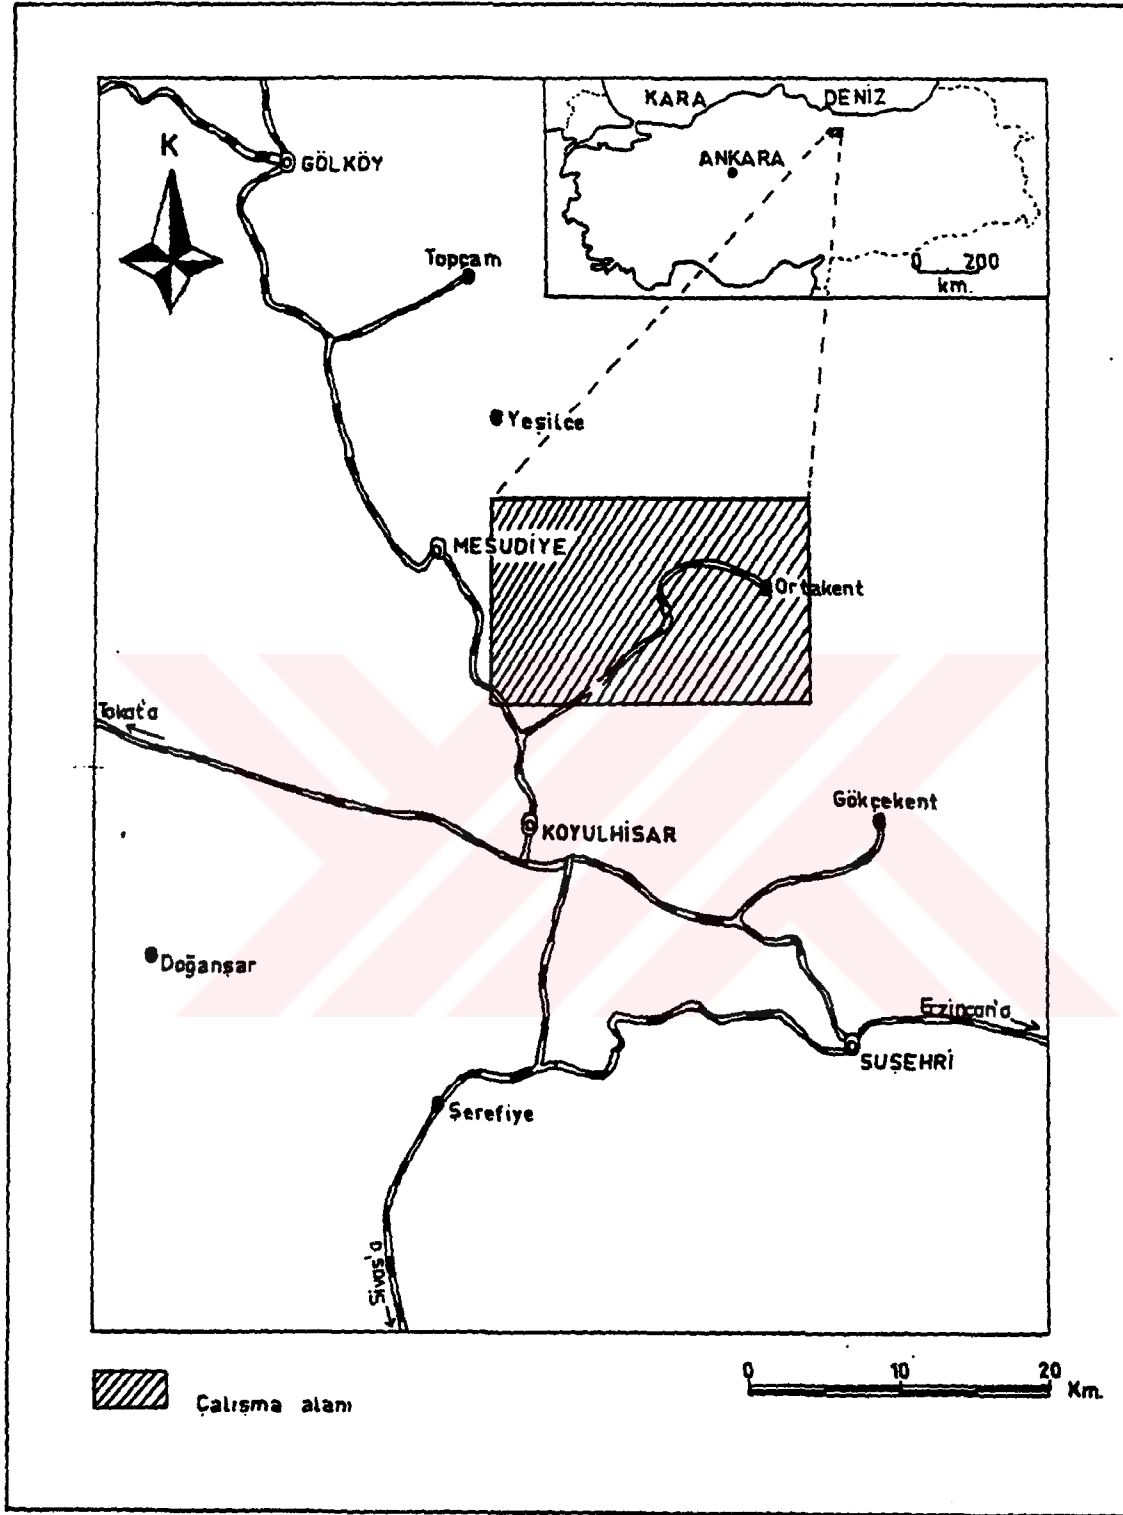 KARA DENİZ
ANKARA
0 200
km.
K
GÖLKÖY
Topçam
Yeşilce
MESUDİYE
Ortakent
Tokat'a
Gökçekent
KOYULHİSAR
Doğanşar
Erzincan'a
SUŞEHRİ
Şerefiye
Sivas'a
0 10 20
Km.
Çalışma alanı